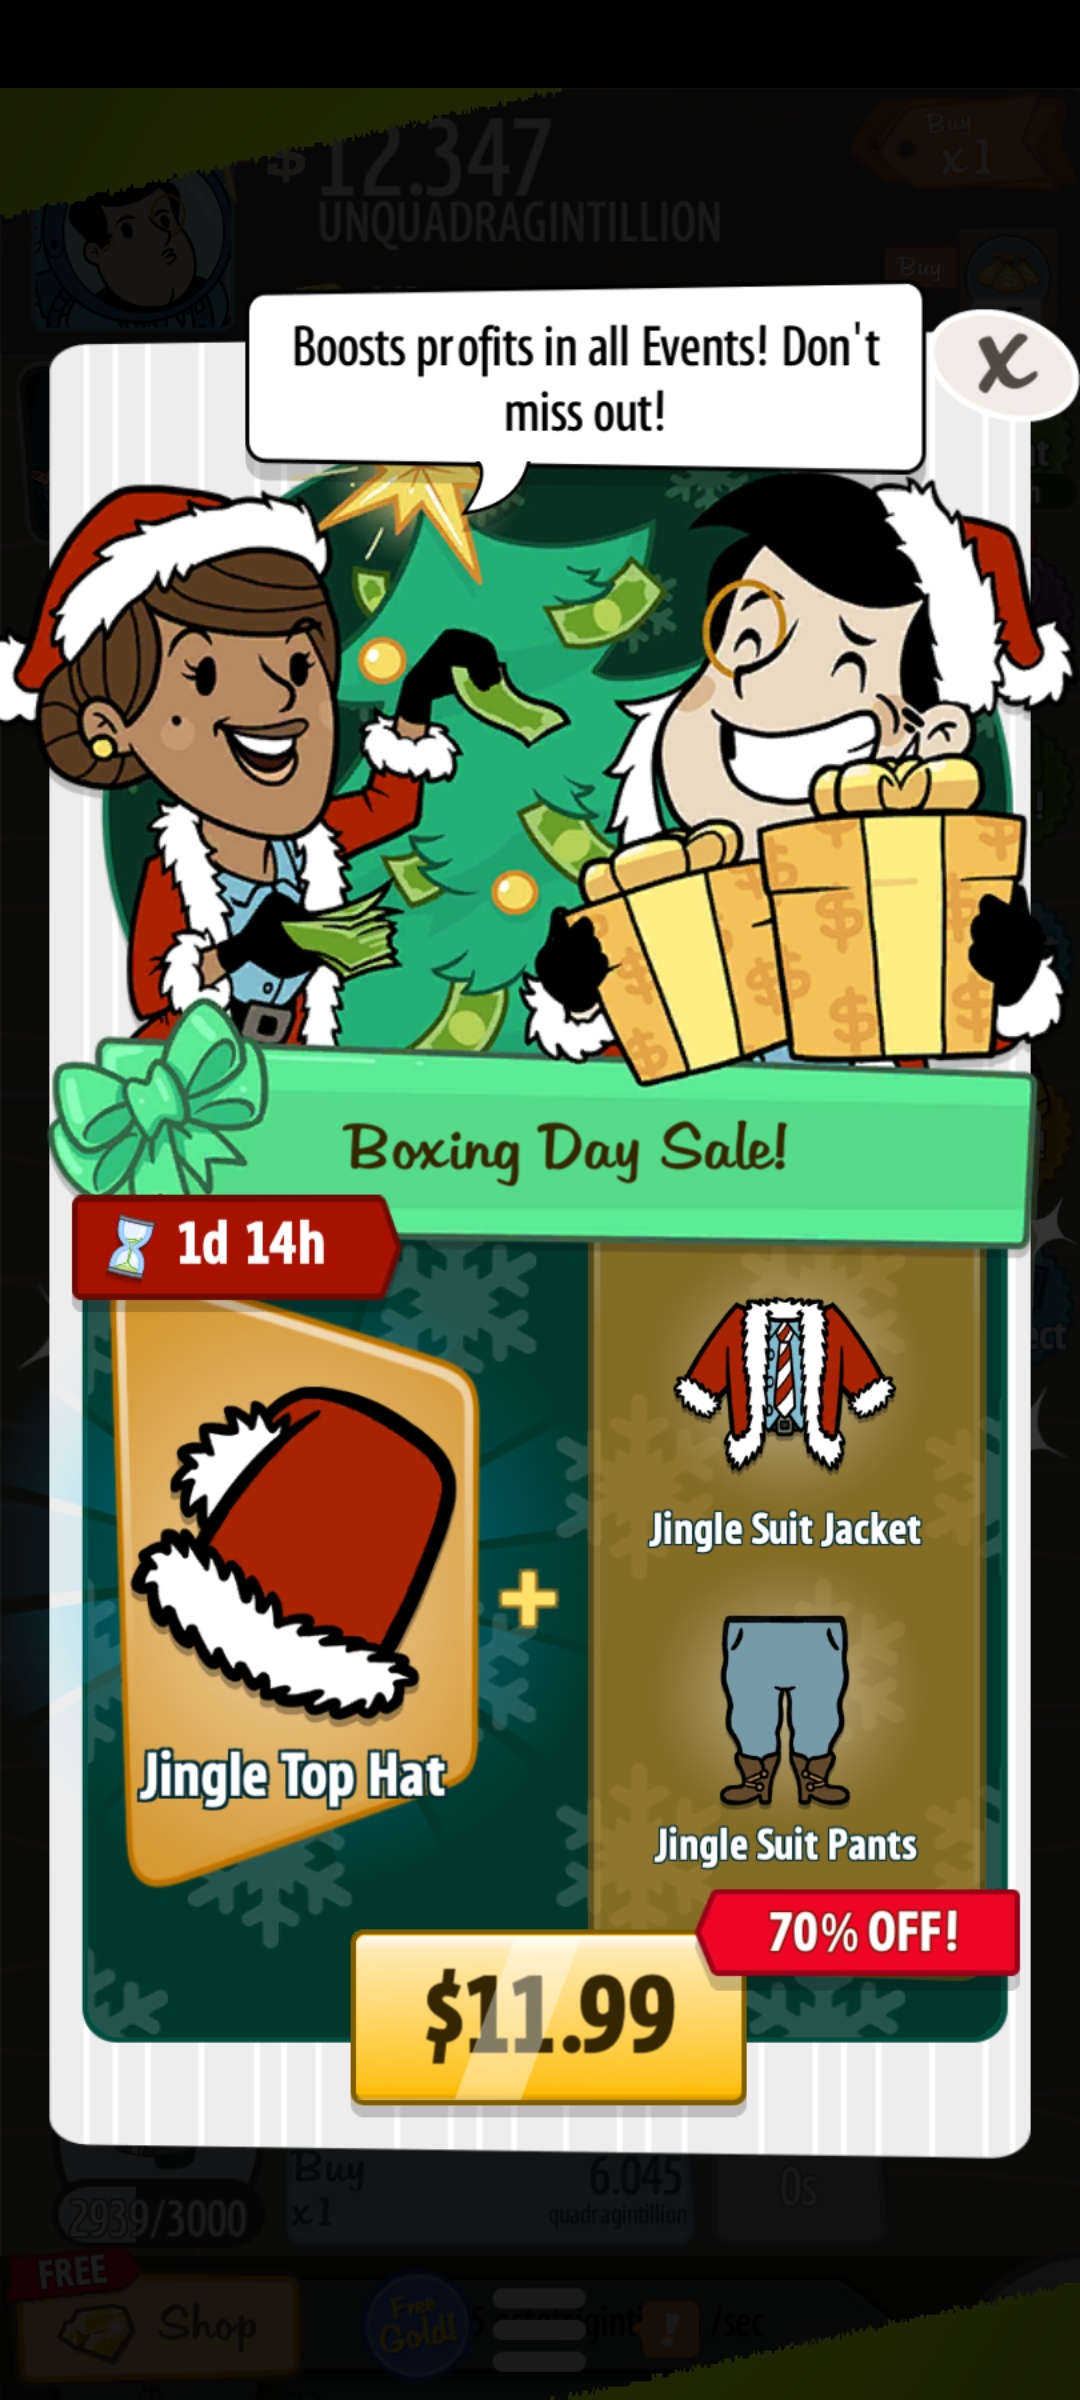 $12.347
UNQUADRAGINTILLION
Buy
x1
Buy
Boosts profits in all Events! Don't
miss out!
X
Boxing Day Sale!
1d 14h
Jingle Suit Jacket
+
Jingle Top Hat
Jingle Suit Pants
70% OFF!
$11.99
Buy
x1
6.045
quadragintillion
0s
2939/3000
FREE
Shop
Free
Gold!
!
/sec